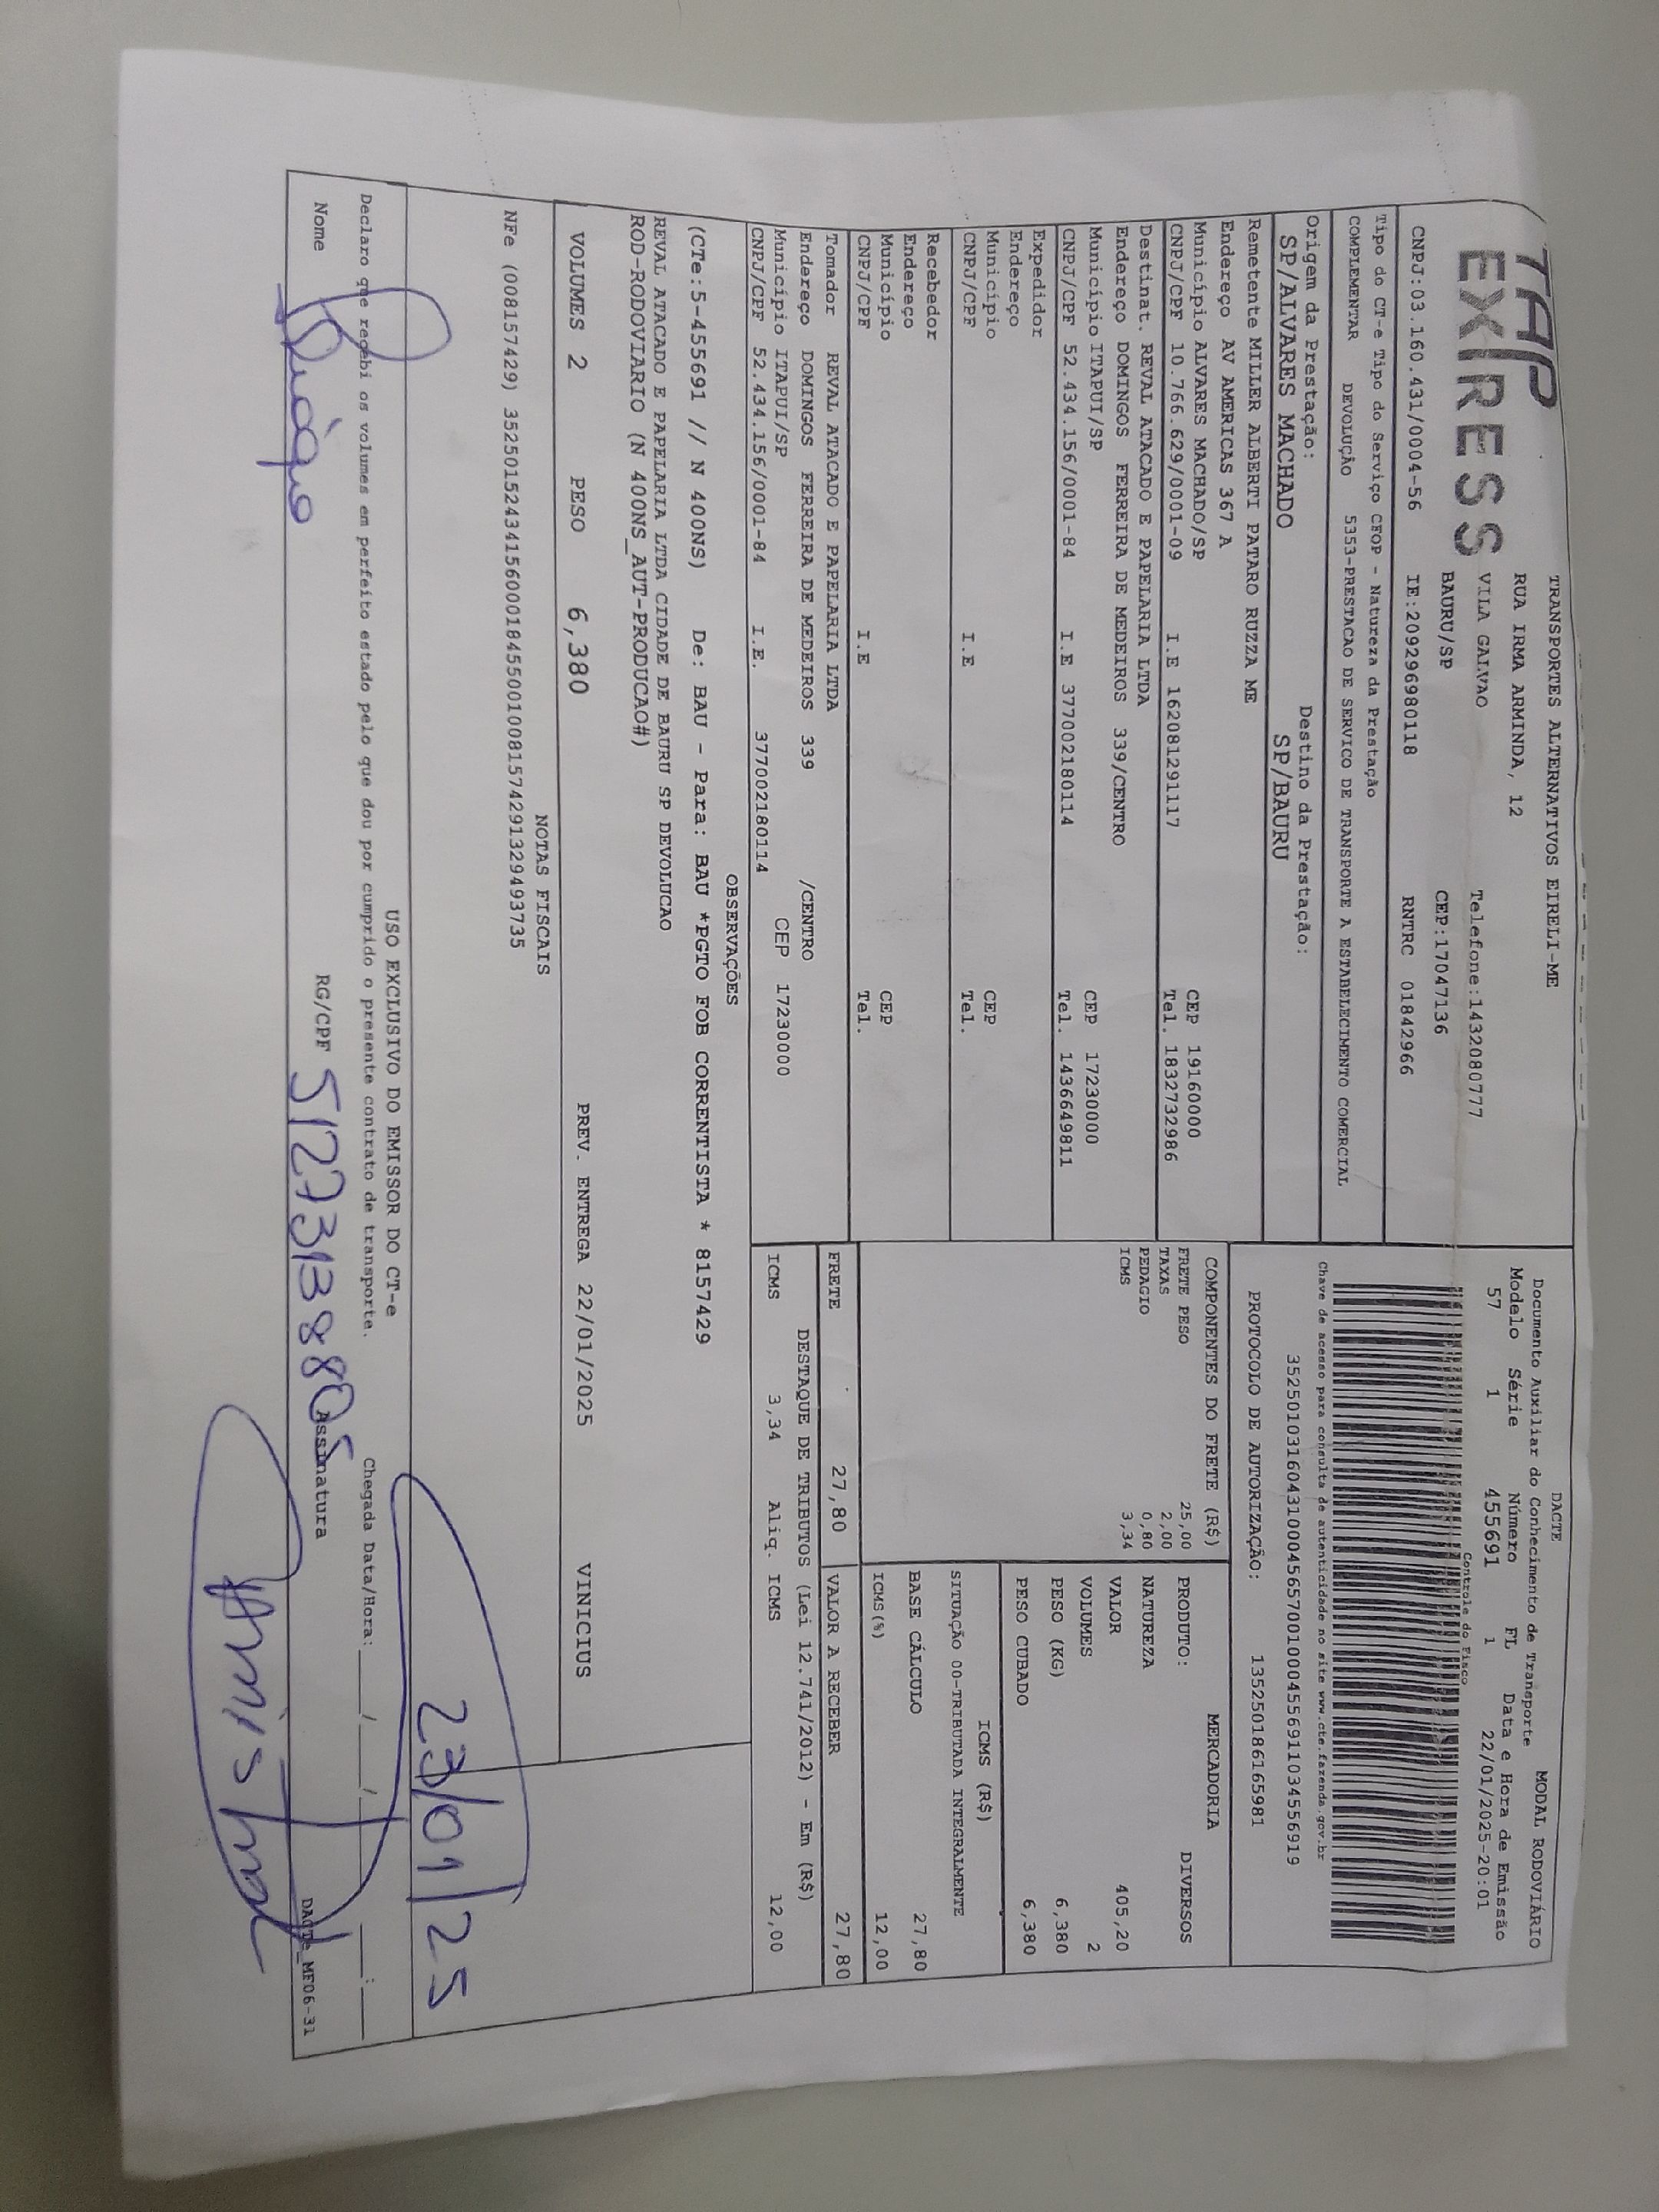 TAP EXPRESS
TRANSPORTES ALTERNATIVOS EIRELI-ME
RUA IRMA ARMINDA, 12
VILA GALVAO Telefone:1432080777
BAURU/SP CEP:17047136
CNPJ:03.160.431/0004-56 IE:209296980118 RNTRC 01842966
DACTE MODAL RODOVIÁRIO
Documento Auxiliar do Conhecimento de Transporte
Modelo Série Número FL Data e Hora de Emissão
57 1 455691 1 22/01/2025-20:01
Controle do Fisco
Tipo do CT-e Tipo do Serviço CFOP - Natureza da Prestação
COMPLEMENTAR DEVOLUÇÃO 5353-PRESTACAO DE SERVICO DE TRANSPORTE A ESTABELECIMENTO COMERCIAL
Chave de acesso para consulta de autenticidade no site www.cte.fazenda.gov.br
35250103160431000456570010004556911034556919
Origem da Prestação: Destino da Prestação:
SP/ALVARES MACHADO SP/BAURU
PROTOCOLO DE AUTORIZAÇÃO: 135250186165981
Remetente MILLER ALBERTI PATARO RUZZA ME
Endereço AV AMERICAS 367 A
Município ALVARES MACHADO/SP CEP 19160000
CNPJ/CPF 10.766.629/0001-09 I.E 162081291117 Tel. 1832732986
Destinat. REVAL ATACADO E PAPELARIA LTDA
Endereço DOMINGOS FERREIRA DE MEDEIROS 339/CENTRO
Município ITAPUI/SP CEP 17230000
CNPJ/CPF 52.434.156/0001-84 I.E 377002180114 Tel. 1436649811
Expedidor
Endereço
Município CEP
CNPJ/CPF I.E Tel.
Recebedor
Endereço
Município CEP
CNPJ/CPF I.E Tel.
Tomador REVAL ATACADO E PAPELARIA LTDA
Endereço DOMINGOS FERREIRA DE MEDEIROS 339 /CENTRO
Município ITAPUI/SP CEP 17230000
CNPJ/CPF 52.434.156/0001-84 I.E. 377002180114
COMPONENTES DO FRETE (R$)
FRETE PESO 25,00
TAXAS 2,00
PEDAGIO 0,80
ICMS 3,34
MERCADORIA
PRODUTO: DIVERSOS
NATUREZA
VALOR 405,20
VOLUMES 2
PESO (KG) 6,380
PESO CUBADO 6,380
ICMS (R$)
SITUAÇÃO 00-TRIBUTADA INTEGRALMENTE
BASE CÁLCULO 27,80
ICMS(%) 12,00
FRETE 27,80 VALOR A RECEBER 27,80
DESTAQUE DE TRIBUTOS (Lei 12.741/2012) - Em (R$)
ICMS 3,34 Aliq. ICMS 12,00
OBSERVAÇÕES
(CTe:5-455691 // N 400NS) De: BAU - Para: BAU *PGTO FOB CORRENTISTA * 8157429
REVAL ATACADO E PAPELARIA LTDA CIDADE DE BAURU SP DEVOLUCAO
ROD-RODOVIARIO (N 400NS_AUT-PRODUCAO#)
VOLUMES 2 PESO 6,380 PREV. ENTREGA 22/01/2025 VINICIUS
NOTAS FISCAIS
NFe (008157429) 35250152434156000184550010081574291329493735
23/01/25
USO EXCLUSIVO DO EMISSOR DO CT-e
Declaro que recebi os volumes em perfeito estado pelo que dou por cumprido o presente contrato de transporte. Chegada Data/Hora: ___/___/___ ___:___
Nome RG/CPF Assinatura
DACTe_MF06-31